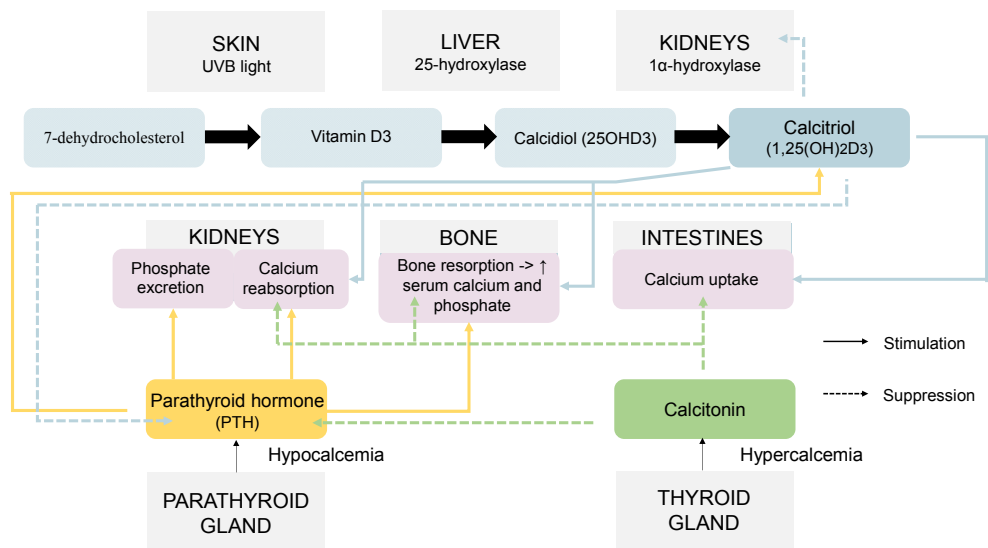 SKIN
UVB light
LIVER
25-hydroxylase
KIDNEYS
1α-hydroxylase
7-dehydrocholesterol
Vitamin D3
Calcidiol (25OHD3)
Calcitriol
(1,25(OH)2D3)
KIDNEYS
BONE
INTESTINES
Phosphate
excretion
Calcium
reabsorption
Bone resorption -> ↑
serum calcium and
phosphate
Calcium uptake
Stimulation
Suppression
Parathyroid hormone
(PTH)
Calcitonin
Hypocalcemia
Hypercalcemia
PARATHYROID
GLAND
THYROID
GLAND